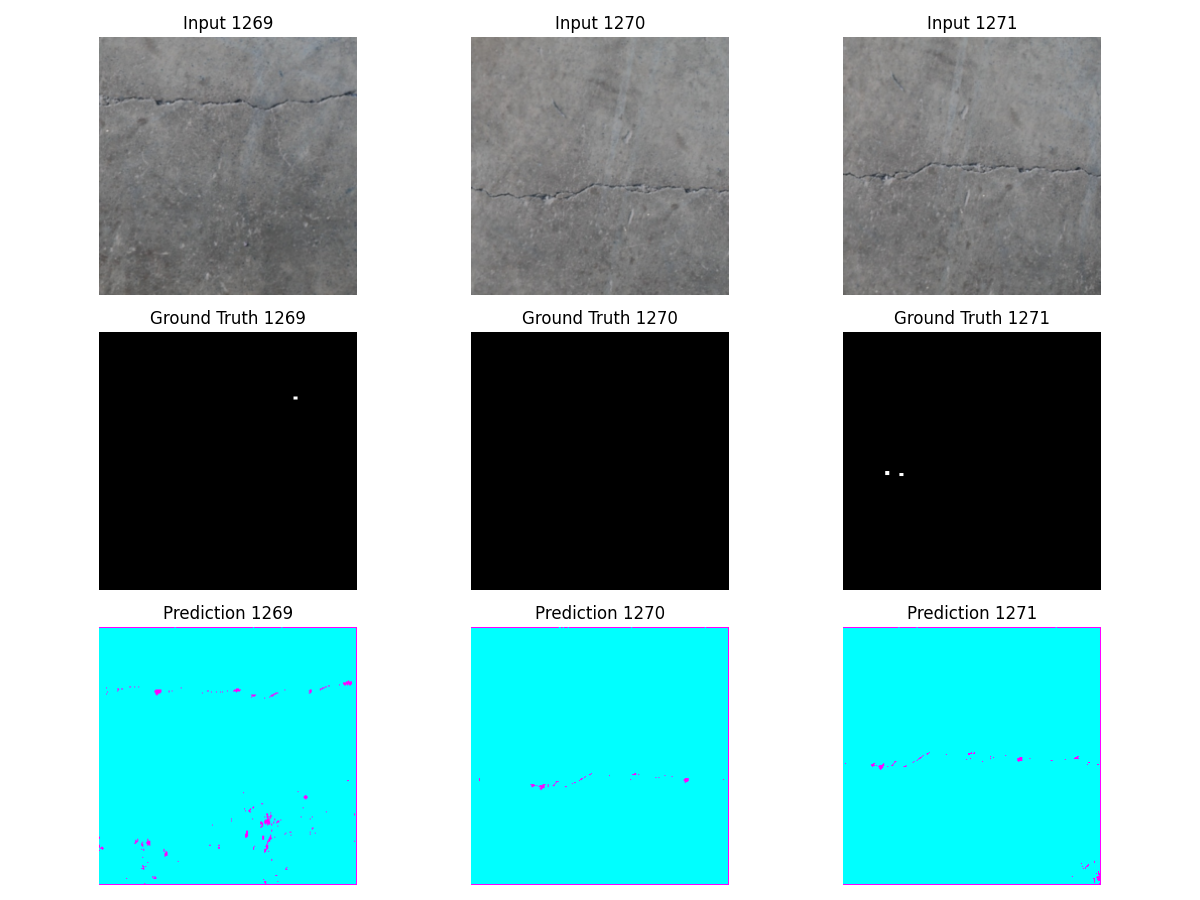 Input 1269
Input 1270
Input 1271
Ground Truth 1269
Ground Truth 1270
Ground Truth 1271
Prediction 1269
Prediction 1270
Prediction 1271